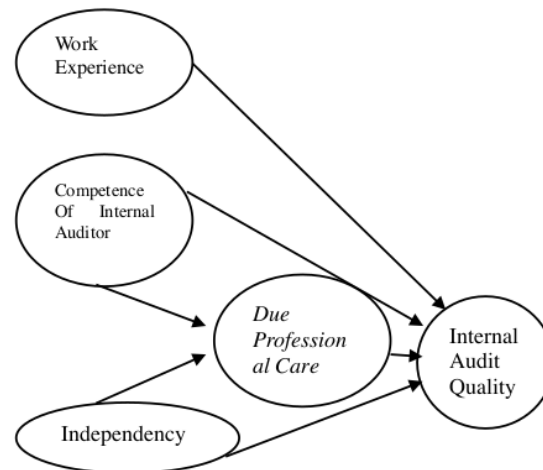 Work
Experience
Competence
Of Internal
Auditor
Due
Profession
al Care
Internal
Audit
Quality
Independency